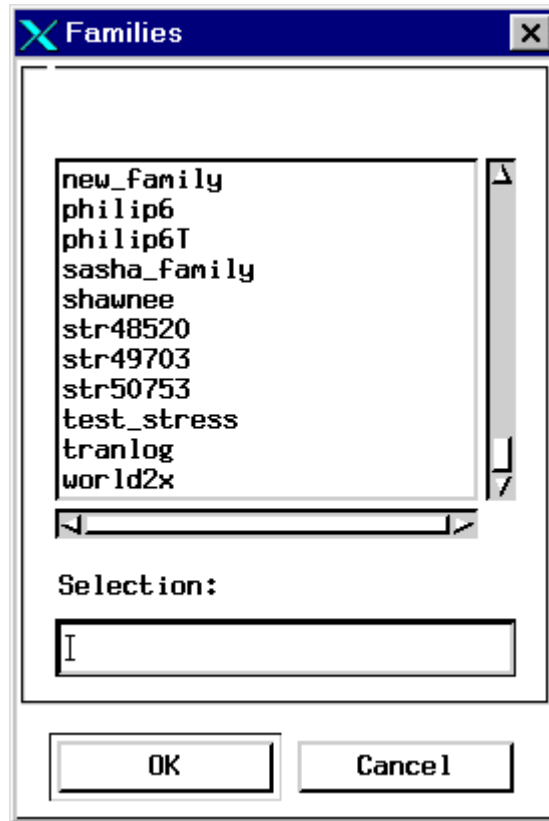 Families
new_family
philip6
philip6T
sasha_family
shawnee
str48520
str49703
str50753
test_stress
tranlog
world2x
Selection:
OK Cancel